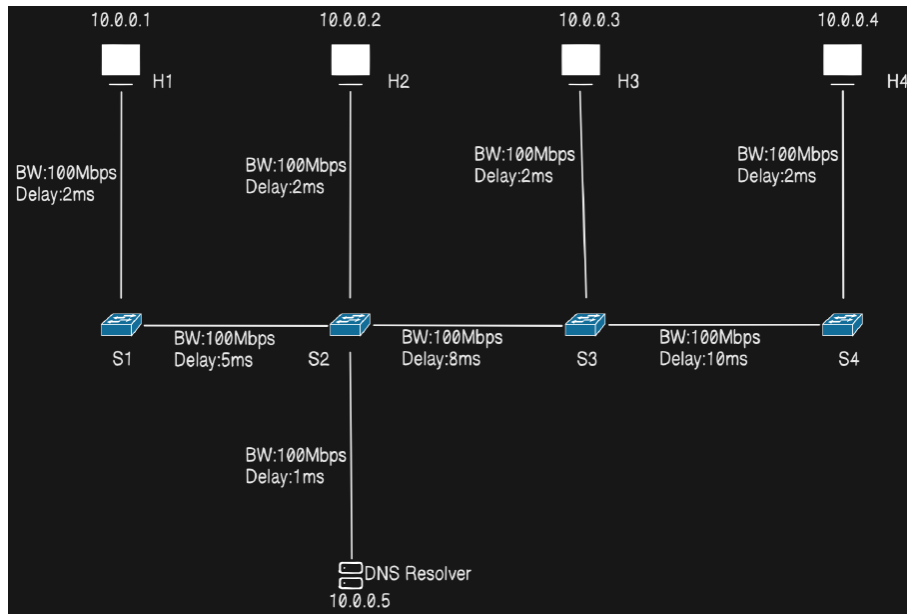 10.0.0.1
10.0.0.2
10.0.0.3
10.0.0.4
H1
H2
H3
H4
BW:100Mbps
Delay:2ms
BW:100Mbps
Delay:2ms
BW:100Mbps
Delay:2ms
BW:100Mbps
Delay:2ms
S1
BW:100Mbps
Delay:5ms
S2
BW:100Mbps
Delay:8ms
S3
BW:100Mbps
Delay:10ms
S4
BW:100Mbps
Delay:1ms
DNS Resolver
10.0.0.5